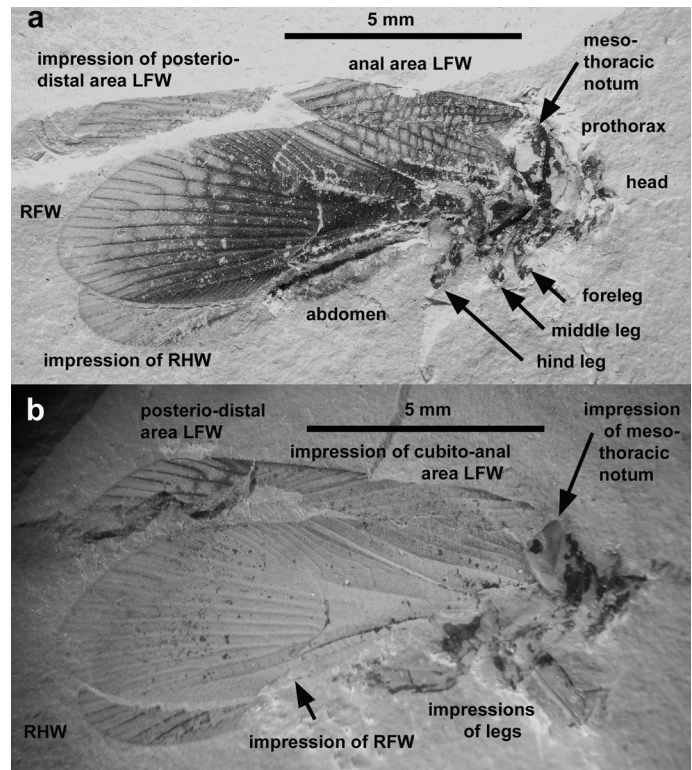 a
5 mm
impression of posterio-
distal area LFW
anal area LFW
meso-
thoracic
notum
prothorax
head
RFW
foreleg
abdomen
middle leg
hind leg
impression of RHW
b
posterio-distal
area LFW
5 mm
impression
of meso-
thoracic
notum
impression of cubito-anal
area LFW
RHW
impression of RFW
impressions
of legs